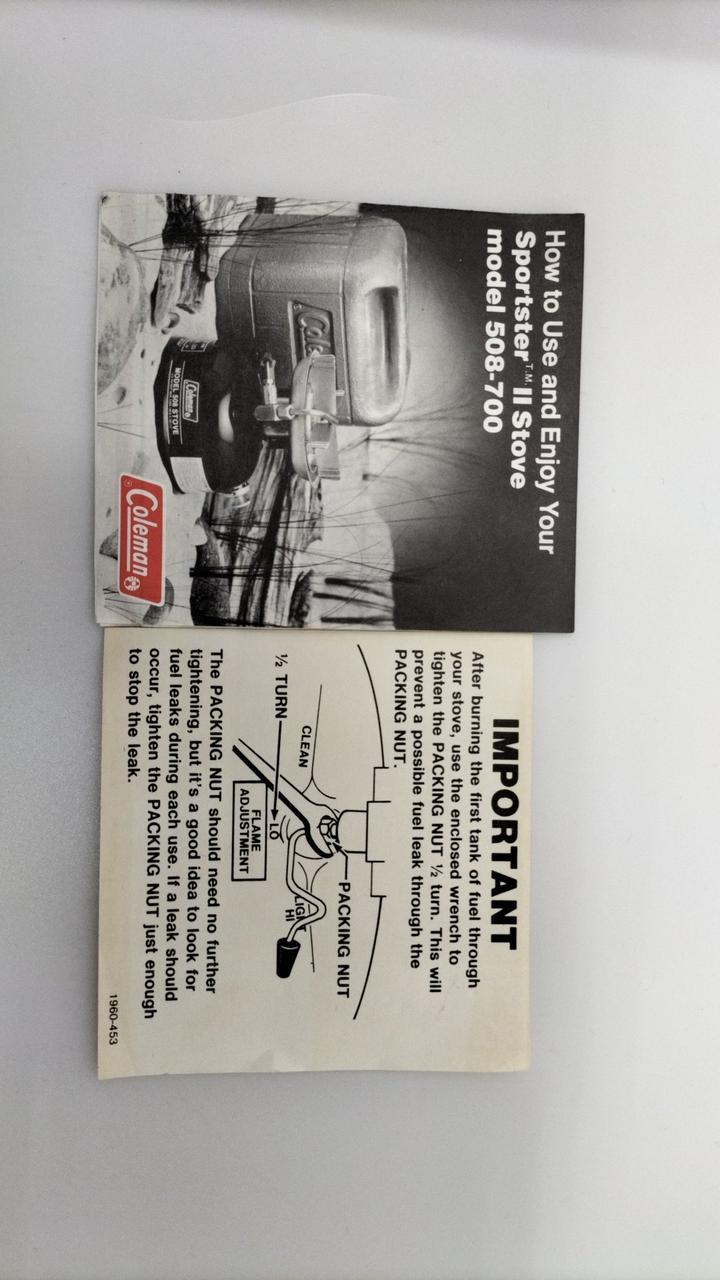 How to Use and Enjoy Your
Sportster T.M. II Stove
model 508-700
Coleman
Coleman
MODEL 508 STOVE
Coleman
IMPORTANT
After burning the first tank of fuel through
your stove, use the enclosed wrench to
tighten the PACKING NUT ½ turn. This will
prevent a possible fuel leak through the
PACKING NUT.
PACKING NUT
CLEAN
½ TURN
LO
LIGHT
HI
FLAME
ADJUSTMENT
The PACKING NUT should need no further
tightening, but it's a good idea to look for
fuel leaks during each use. If a leak should
occur, tighten the PACKING NUT just enough
to stop the leak.
1960-453